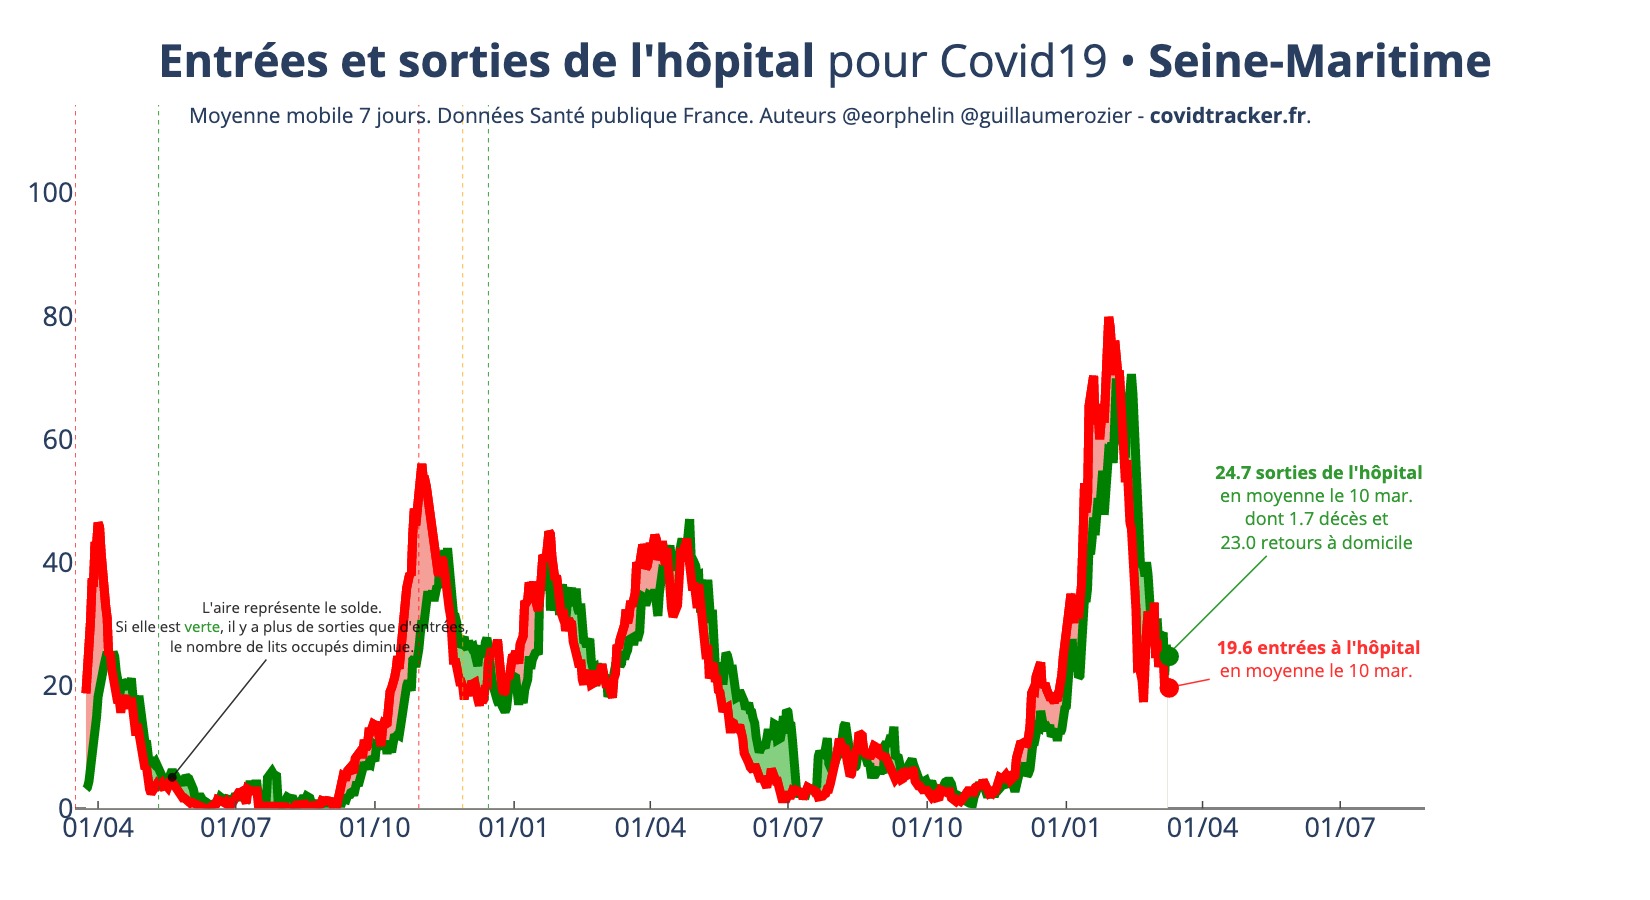 Entrées et sorties de l'hôpital pour Covid19 • Seine-Maritime
Moyenne mobile 7 jours. Données Santé publique France. Auteurs @eorphelin @guillaumerozier - covidtracker.fr.
100
80
60
40
20
0
L'aire représente le solde.
Si elle est verte, il y a plus de sorties que d'entrées,
le nombre de lits occupés diminue.
24.7 sorties de l'hôpital
en moyenne le 10 mar.
dont 1.7 décès et
23.0 retours à domicile
19.6 entrées à l'hôpital
en moyenne le 10 mar.
01/04 01/07 01/10 01/01 01/04 01/07 01/10 01/01 01/04 01/07